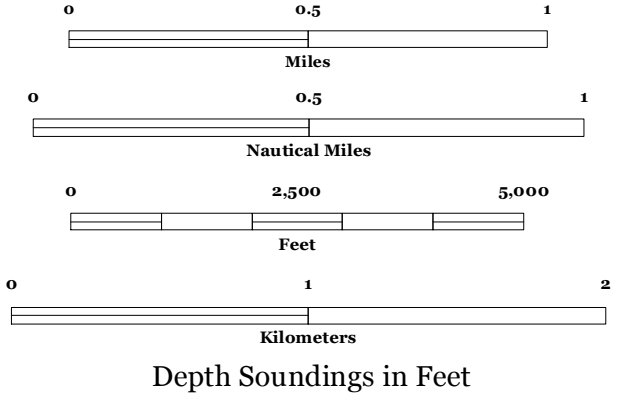 0 0.5 1
Miles
0 0.5 1
Nautical Miles
0 2,500 5,000
Feet
0 1 2
Kilometers
Depth Soundings in Feet